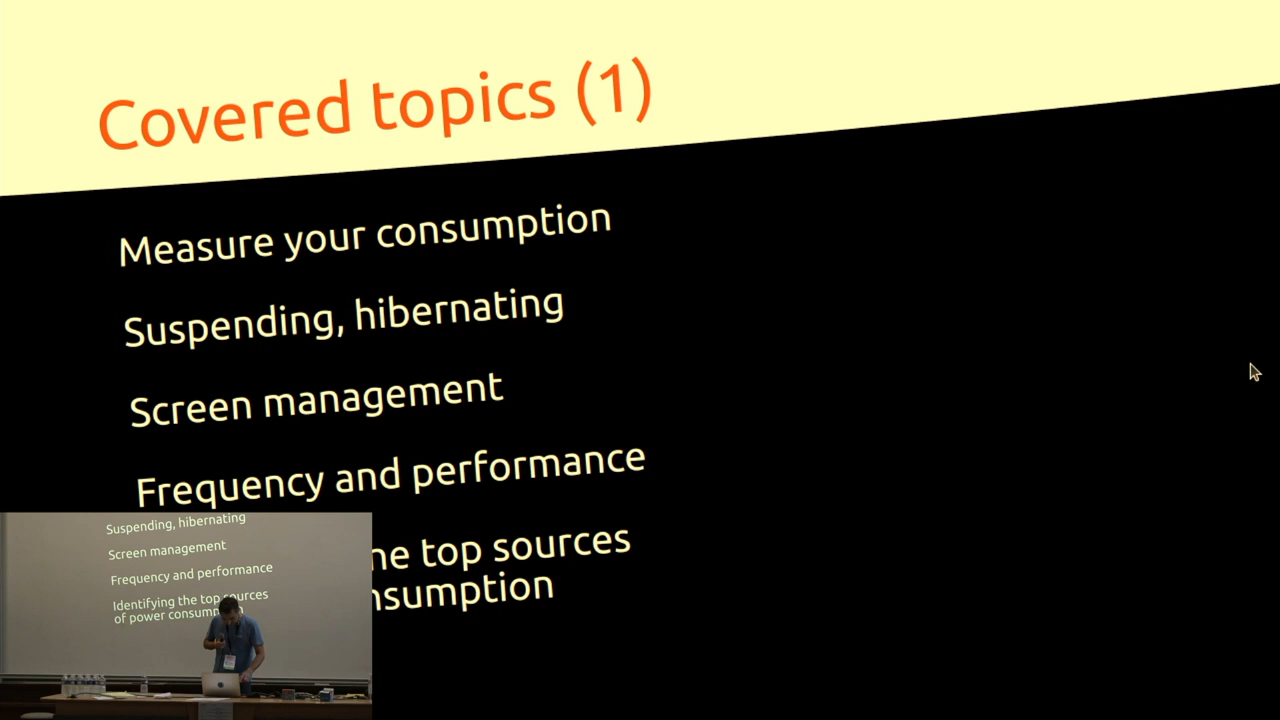 Covered topics (1)
Measure your consumption
Suspending, hibernating
Screen management
Frequency and performance
he top sources
nsumption
Suspending, hibernating
Screen management
Frequency and performance
Identifying the top sources
of power consumption